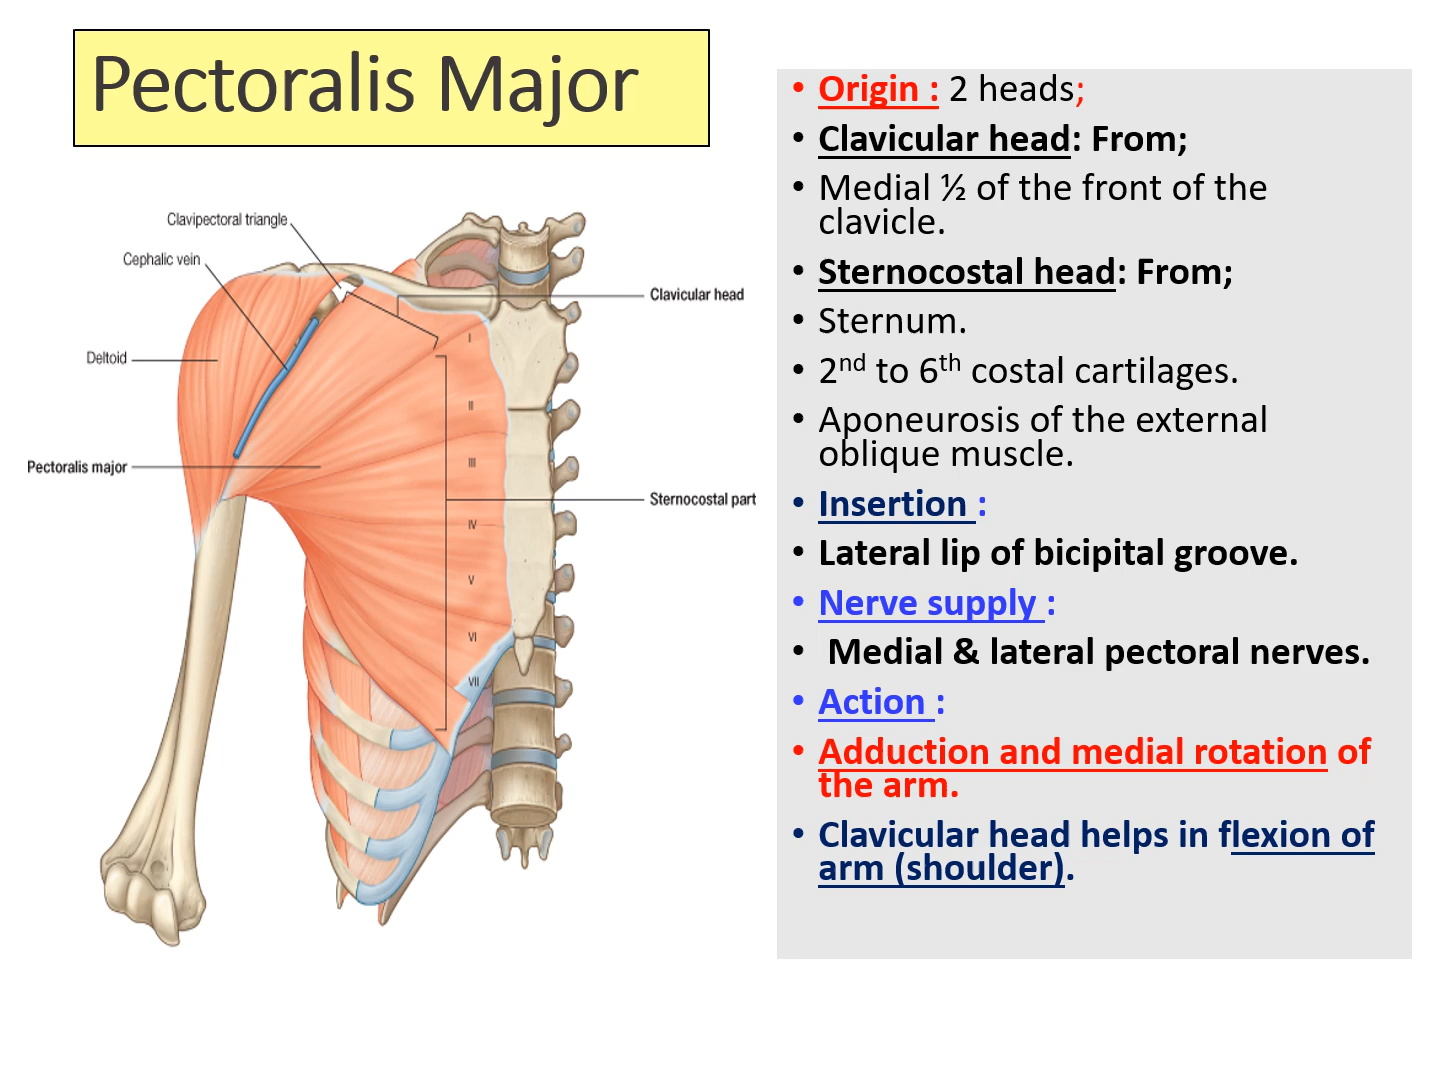 Pectoralis Major
Clavipectoral triangle
Cephalic vein
Clavicular head
Deltoid
Pectoralis major
Sternocostal part
I
II
III
IV
V
VI
VII
• Origin : 2 heads;
• Clavicular head: From;
• Medial ½ of the front of the
clavicle.
• Sternocostal head: From;
• Sternum.
• 2nd to 6th costal cartilages.
• Aponeurosis of the external
oblique muscle.
• Insertion :
• Lateral lip of bicipital groove.
• Nerve supply :
• Medial & lateral pectoral nerves.
• Action :
• Adduction and medial rotation of
the arm.
• Clavicular head helps in flexion of
arm (shoulder).